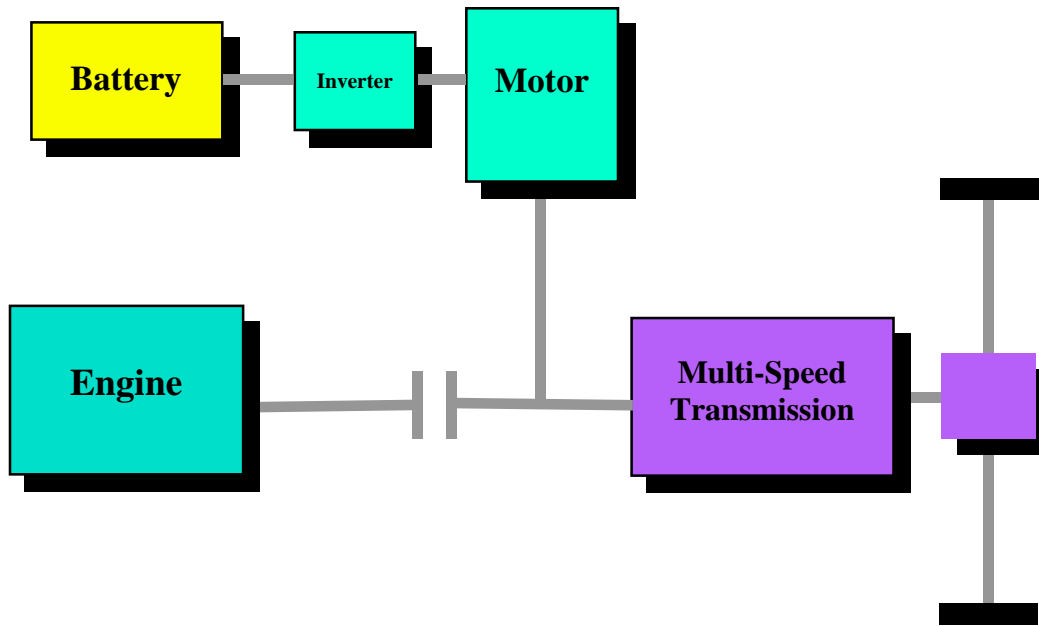 Battery
Inverter
Motor
Engine
Multi-Speed
Transmission